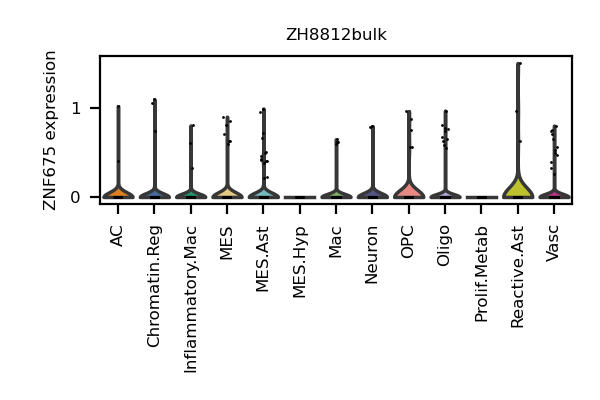 ZH8812bulk
ZNF675 expression
1
0
AC
Chromatin.Reg
Inflammatory.Mac
MES
MES.Ast
MES.Hyp
Mac
Neuron
OPC
Oligo
Prolif.Metab
Reactive.Ast
Vasc